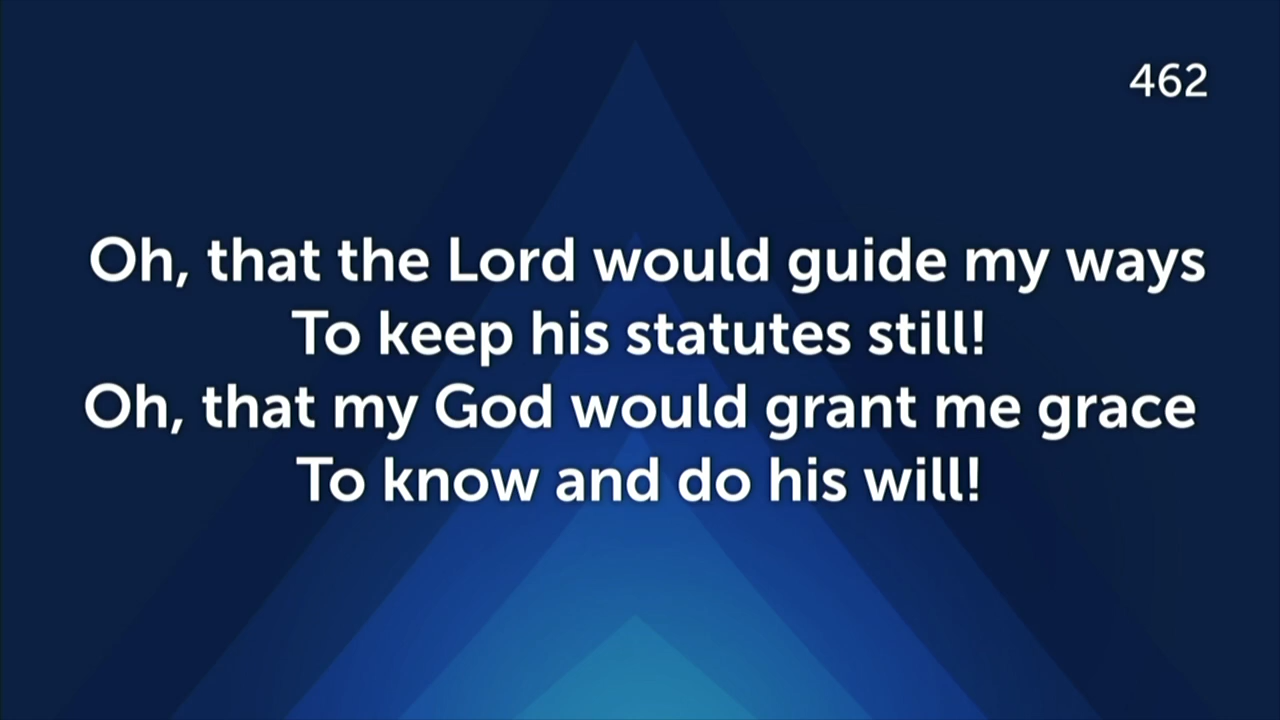 462
Oh, that the Lord would guide my ways
To keep his statutes still!
Oh, that my God would grant me grace
To know and do his will!